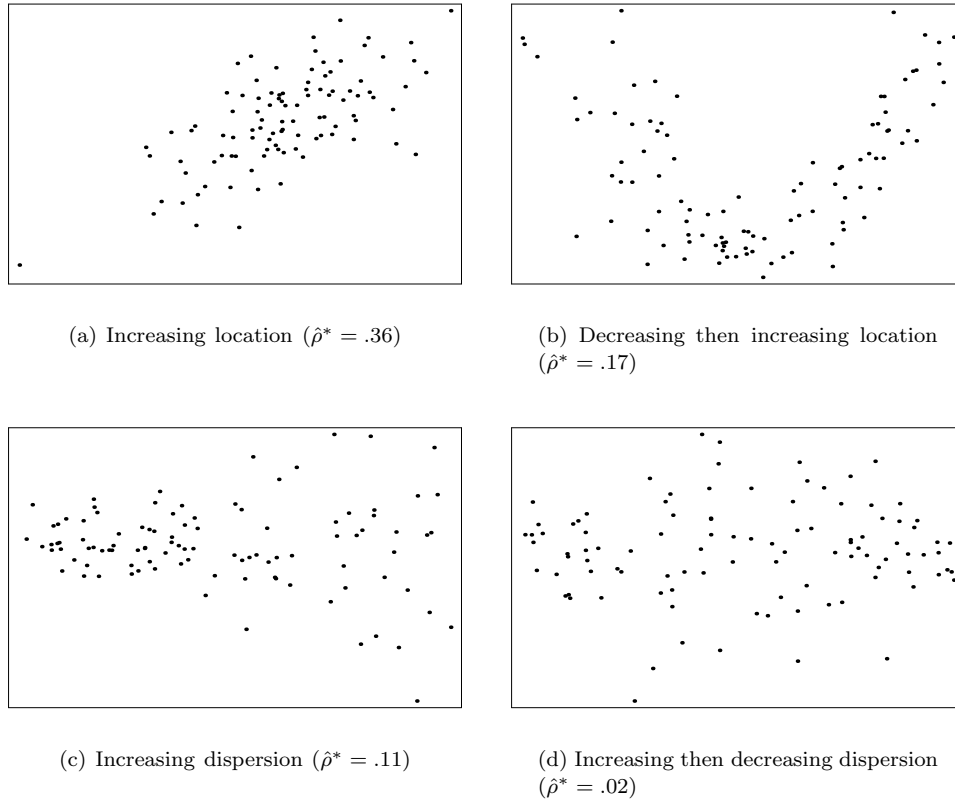 (a) Increasing location (ρ̂* = .36)
(b) Decreasing then increasing location
(ρ̂* = .17)
(c) Increasing dispersion (ρ̂* = .11)
(d) Increasing then decreasing dispersion
(ρ̂* = .02)